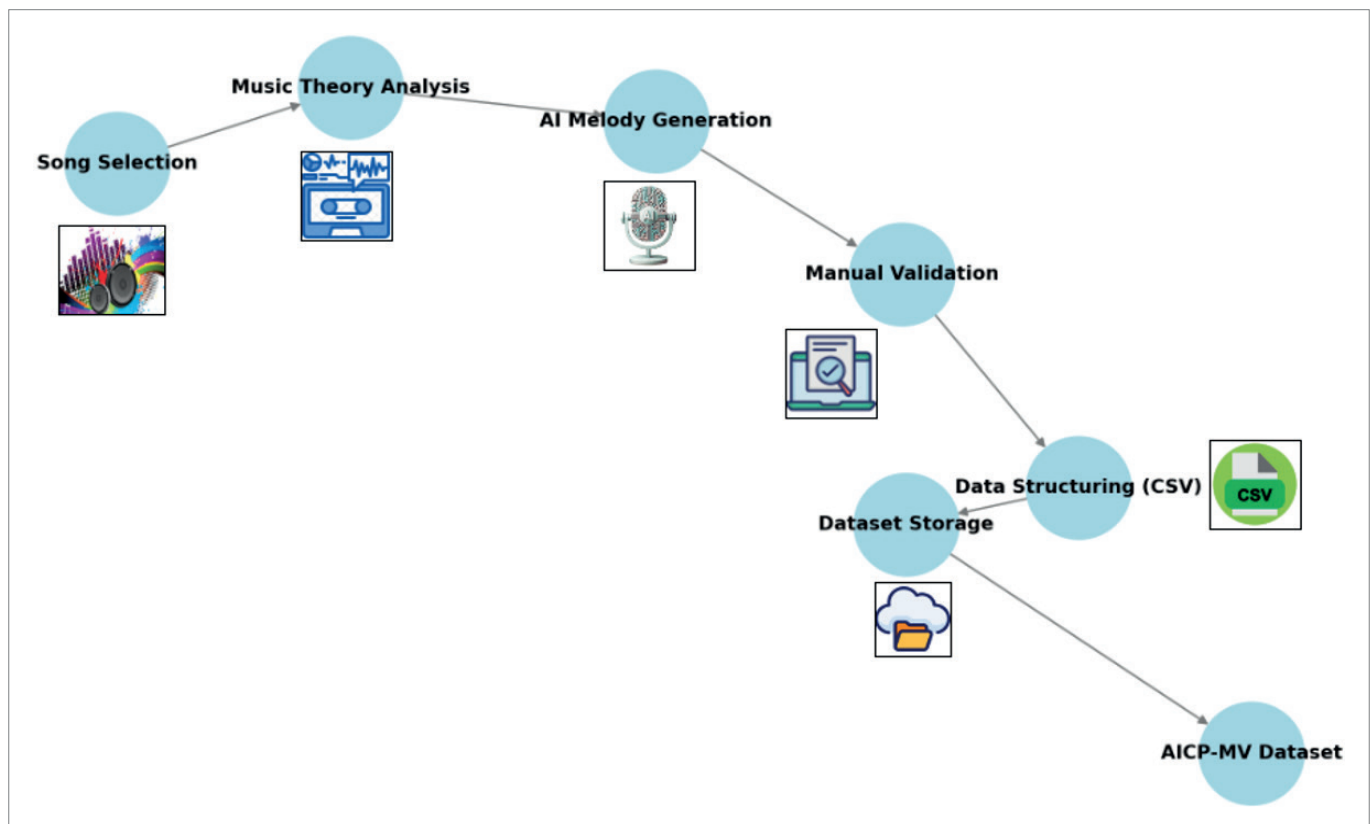 Song Selection
Music Theory Analysis
AI Melody Generation
AI
Manual Validation
Data Structuring (CSV)
CSV
Dataset Storage
AICP-MV Dataset